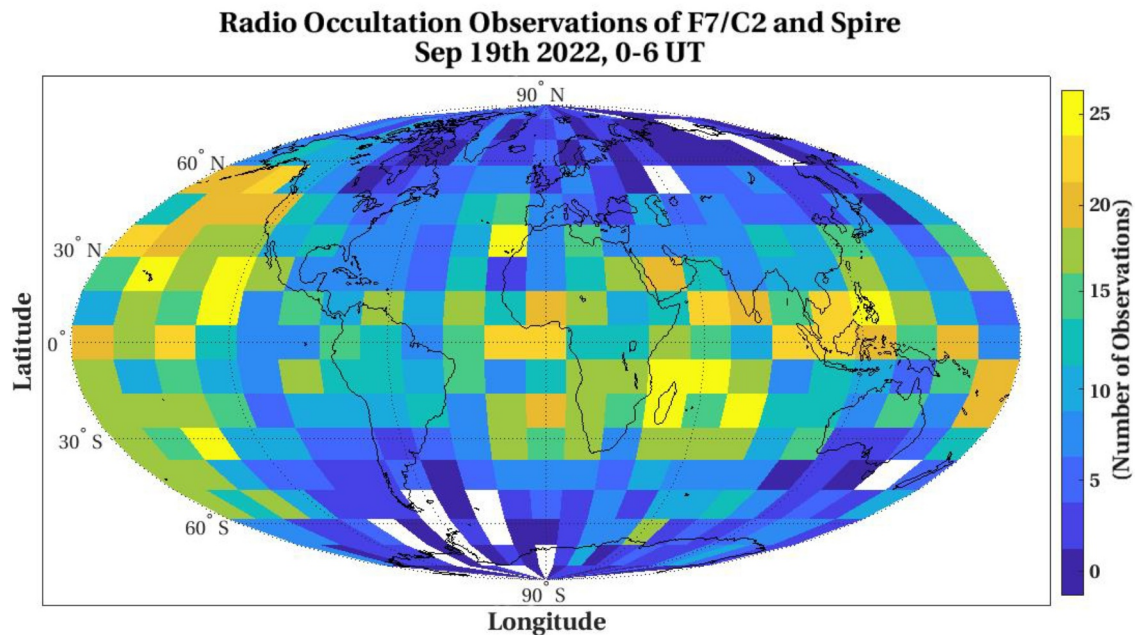 Radio Occultation Observations of F7/C2 and Spire
Sep 19th 2022, 0-6 UT
90° N
60° N
30° N
0°
30° S
60° S
90° S
Latitude
Longitude
25
20
15
10
5
0
(Number of Observations)